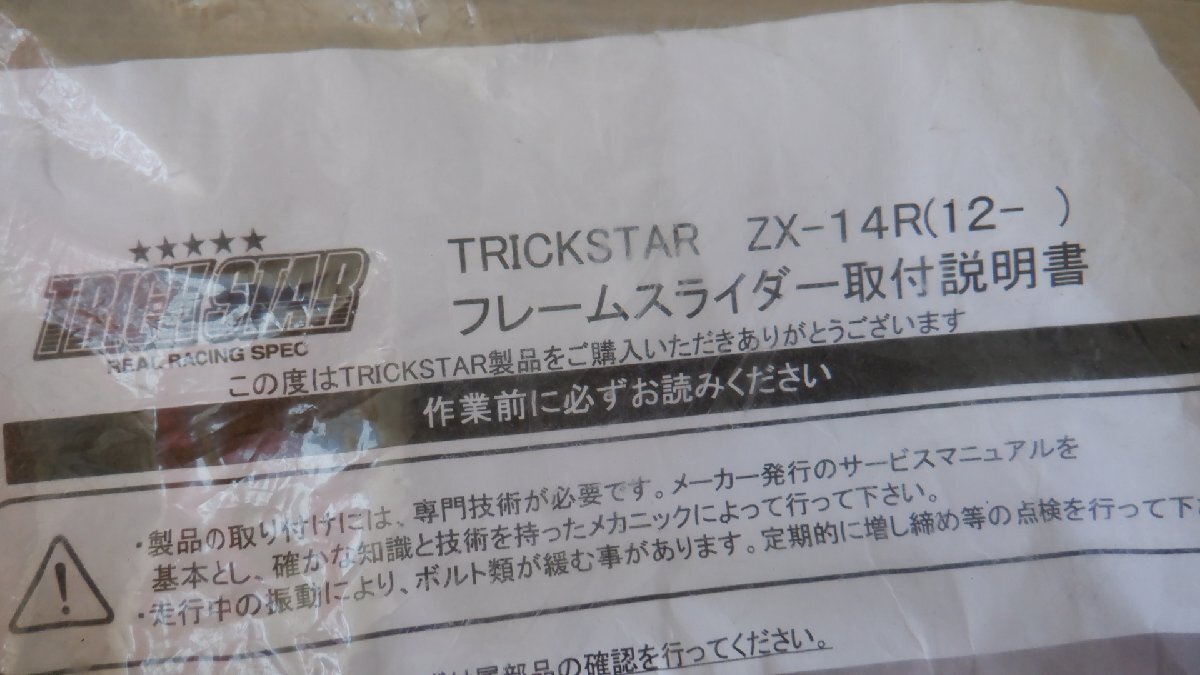 ★★★★★
TRICK STAR
REAL RACING SPEC
TRICKSTAR ZX-14R(12- )
フレームスライダー取付説明書
この度はTRICKSTAR製品をご購入いただきありがとうございます
作業前に必ずお読みください
・製品の取り付けには、専門技術が必要です。メーカー発行のサービスマニュアルを
基本とし、確かな知識と技術を持ったメカニックによって行って下さい。
・走行中の振動により、ボルト類が緩む事があります。定期的に増し締め等の点検を行って下
属部品の確認を行ってください。